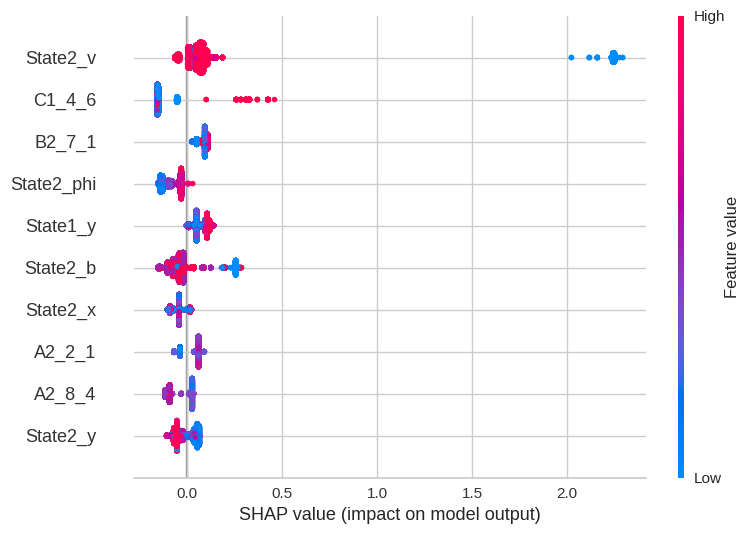 High
State2_v
C1_4_6
B2_7_1
State2_phi
State1_y
State2_b
State2_x
A2_2_1
A2_8_4
State2_y
Feature value
Low
0.0 0.5 1.0 1.5 2.0
SHAP value (impact on model output)